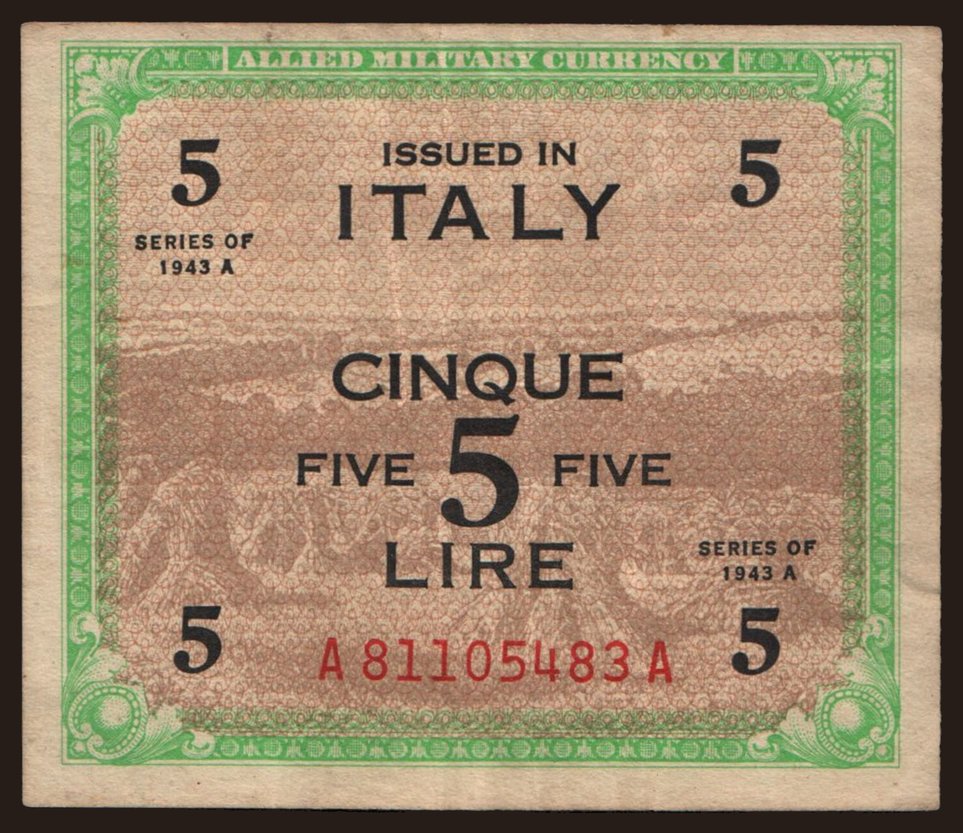 ALLIED MILITARY CURRENCY
5 ISSUED IN 5
ITALY
SERIES OF
1943 A
CINQUE
FIVE 5 FIVE
LIRE
SERIES OF
1943 A
5 A81105483A 5